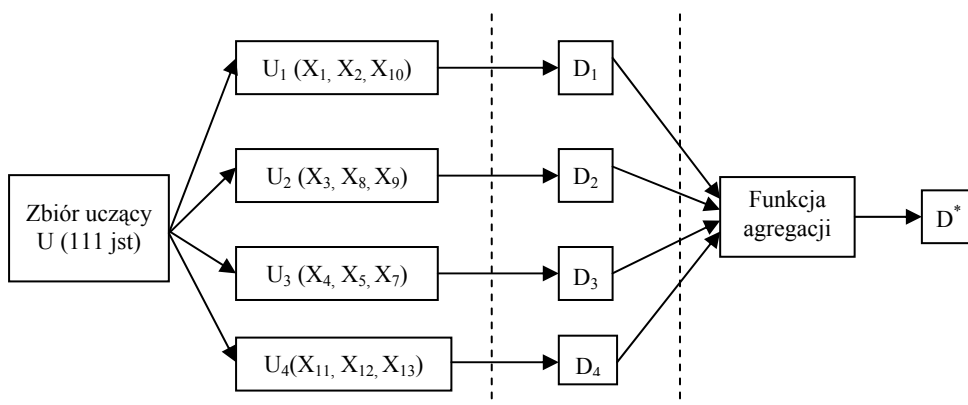 Zbiór uczący
U (111 jst)
U₁ (X₁, X₂, X₁₀)
U₂ (X₃, X₈, X₉)
U₃ (X₄, X₅, X₇)
U₄(X₁₁, X₁₂, X₁₃)
D₁
D₂
D₃
D₄
Funkcja
agregacji
D*